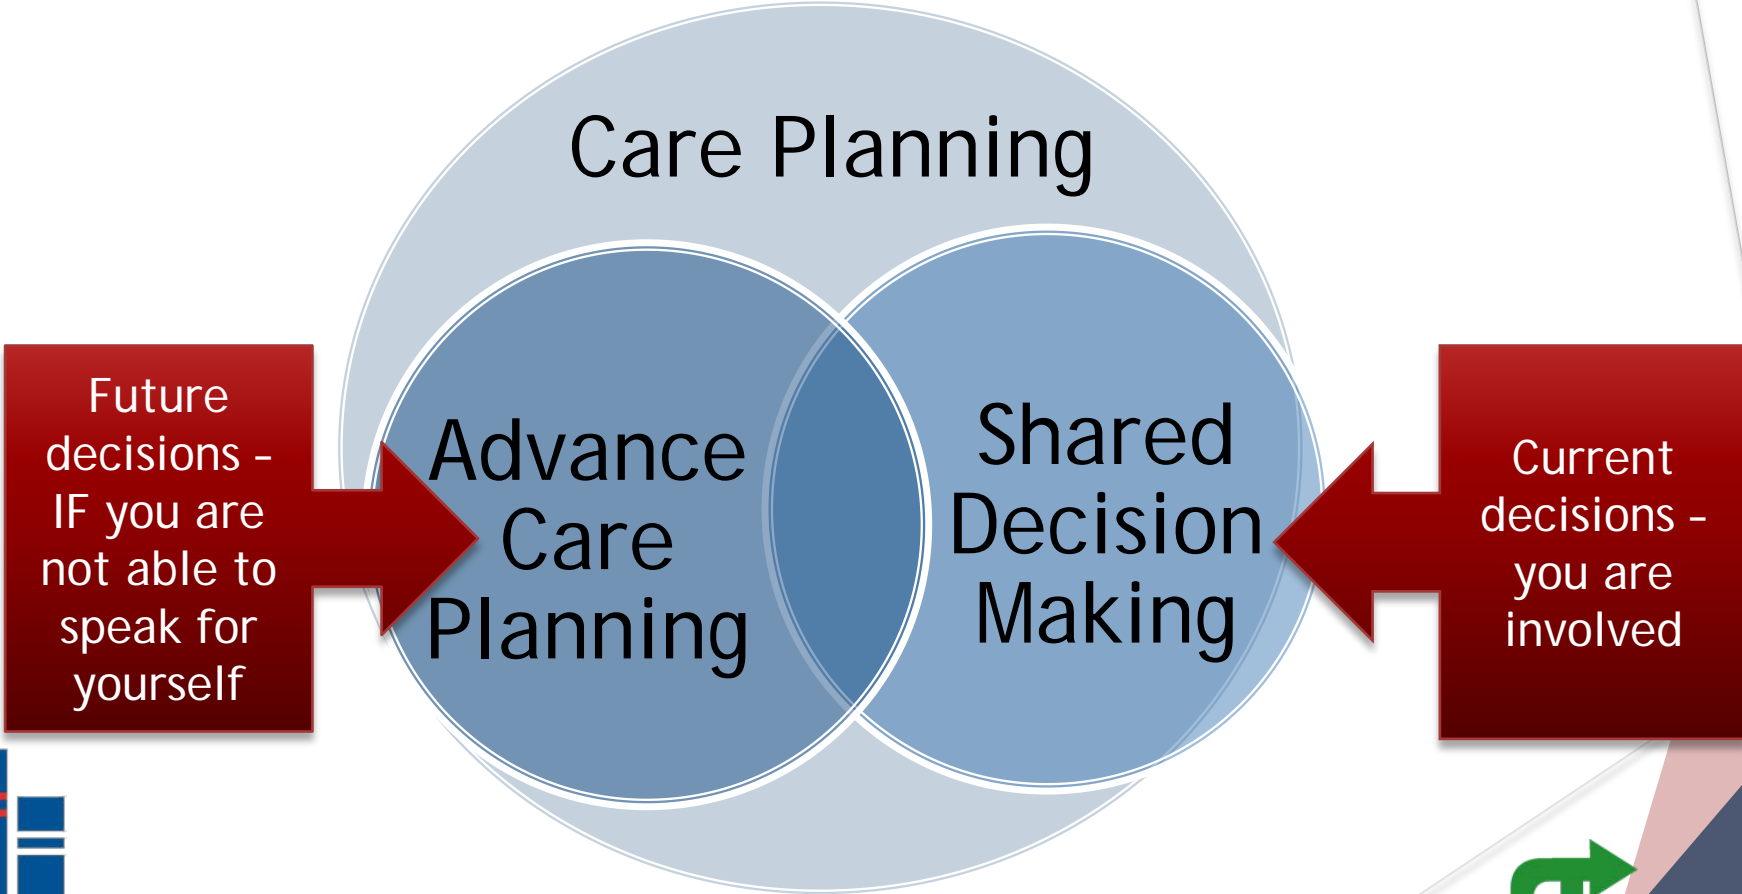 Care Planning
Future
decisions –
IF you are
not able to
speak for
yourself
Advance
Care
Planning
Shared
Decision
Making
Current
decisions –
you are
involved